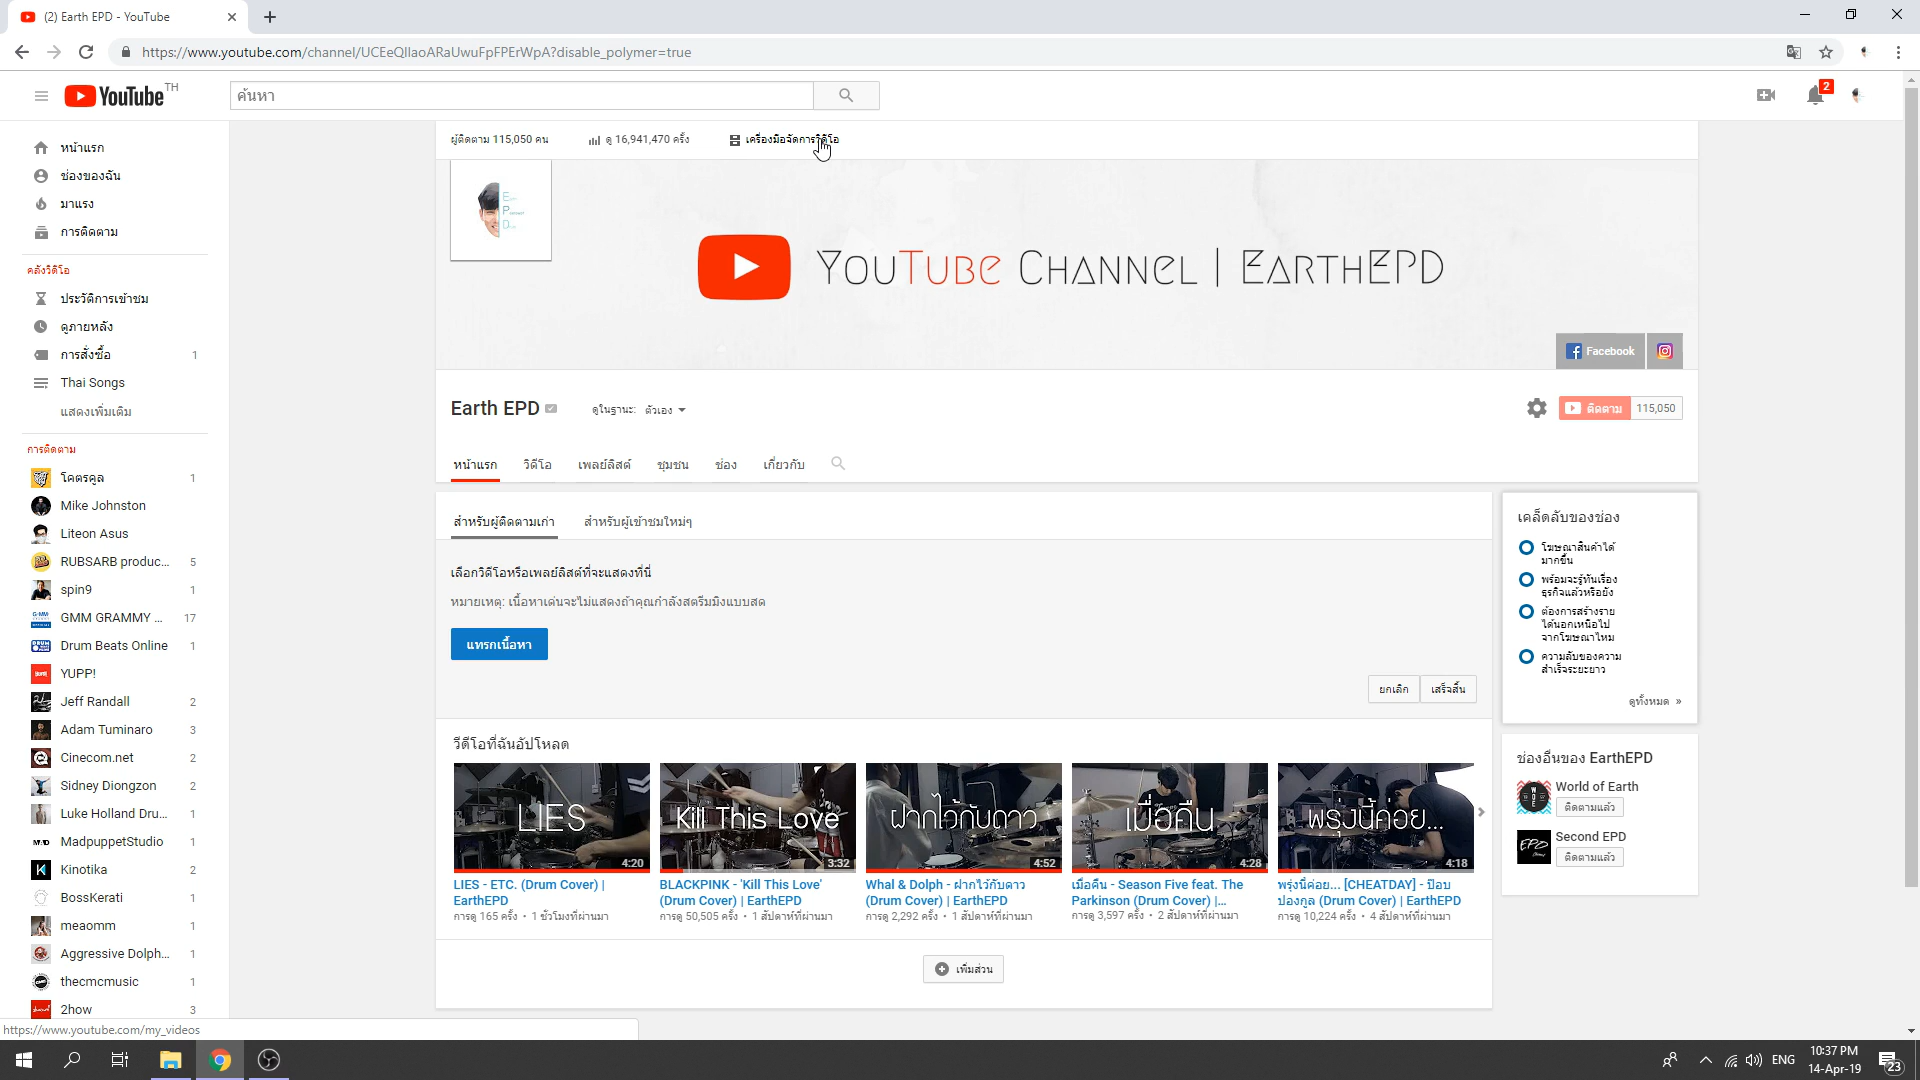 (2) Earth EPD - YouTube
https://www.youtube.com/channel/UCEeQIlaoARaUwuFpFPErWpA?disable_polymer=true
YouTube TH
ค้นหา
2
ผู้ติดตาม 115,050 คน
ดู 16,941,470 ครั้ง
เครื่องมือจัดการวิดีโอ
หน้าแรก
ช่องของฉัน
มาแรง
การติดตาม
คลังวิดีโอ
ประวัติการเข้าชม
ดูภายหลัง
การสั่งซื้อ 1
Thai Songs
แสดงเพิ่มเติม
การติดตาม
โคตรคูล 1
Mike Johnston
Liteon Asus
RUBSARB produc... 5
spin9 1
GMM GRAMMY ... 17
Drum Beats Online 1
YUPP!
Jeff Randall 2
Adam Tuminaro 3
Cinecom.net 2
Sidney Diongzon 2
Luke Holland Dru... 1
MadpuppetStudio 1
Kinotika 2
BossKerati 1
meaomm 1
Aggressive Dolph... 1
thecmcmusic 1
2how 3
YouTube Channel | EarthEPD
Facebook
Earth EPD
ดูในฐานะ: ตัวเอง
ติดตาม 115,050
หน้าแรก
วิดีโอ
เพลย์ลิสต์
ชุมชน
ช่อง
เกี่ยวกับ
สำหรับผู้ติดตามเก่า
สำหรับผู้เข้าชมใหม่ๆ
เลือกวิดีโอหรือเพลย์ลิสต์ที่จะแสดงที่นี่
หมายเหตุ: เนื้อหาเด่นจะไม่แสดงถ้าคุณกำลังสตรีมมิงแบบสด
แทรกเนื้อหา
ยกเลิก
เสร็จสิ้น
วิดีโอที่ฉันอัปโหลด
LIES
4:20
Kill This Love
3:32
ฝากไว้กับดาว
4:52
เมื่อคืน
4:28
พรุ่งนี้ค่อย...
4:18
LIES - ETC. (Drum Cover) |
EarthEPD
การดู 165 ครั้ง • 1 ชั่วโมงที่ผ่านมา
BLACKPINK - 'Kill This Love'
(Drum Cover) | EarthEPD
การดู 50,505 ครั้ง • 1 สัปดาห์ที่ผ่านมา
Whal & Dolph - ฝากไว้กับดาว
(Drum Cover) | EarthEPD
การดู 2,292 ครั้ง • 1 สัปดาห์ที่ผ่านมา
เมื่อคืน - Season Five feat. The
Parkinson (Drum Cover) |...
การดู 3,597 ครั้ง • 2 สัปดาห์ที่ผ่านมา
พรุ่งนี้ค่อย... [CHEATDAY] - ป๊อบ
ปองกูล (Drum Cover) | EarthEPD
การดู 10,224 ครั้ง • 4 สัปดาห์ที่ผ่านมา
เพิ่มส่วน
เคล็ดลับของช่อง
โฆษณาสินค้าได้
มากขึ้น
พร้อมจะรู้ทันเรื่อง
ธุรกิจแล้วหรือยัง
ต้องการสร้างราย
ได้นอกเหนือไป
จากโฆษณาไหม
ความลับของความ
สำเร็จระยะยาว
ดูทั้งหมด »
ช่องอื่นของ EarthEPD
World of Earth
ติดตามแล้ว
Second EPD
ติดตามแล้ว
https://www.youtube.com/my_videos
ENG
10:37 PM
14-Apr-19
23